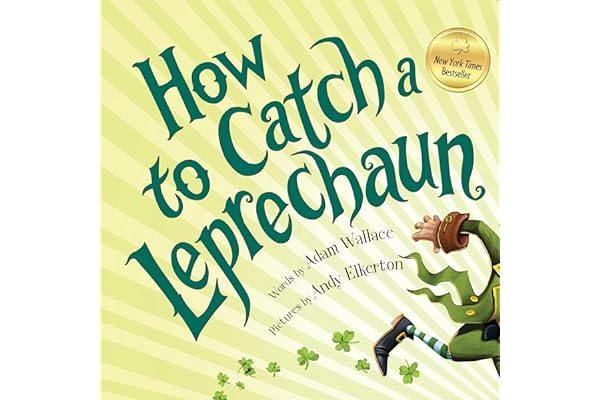 How
to Catch a
Leprechaun
New York Times
Bestseller
Words by Adam Wallace
Pictures by Andy Elkerton